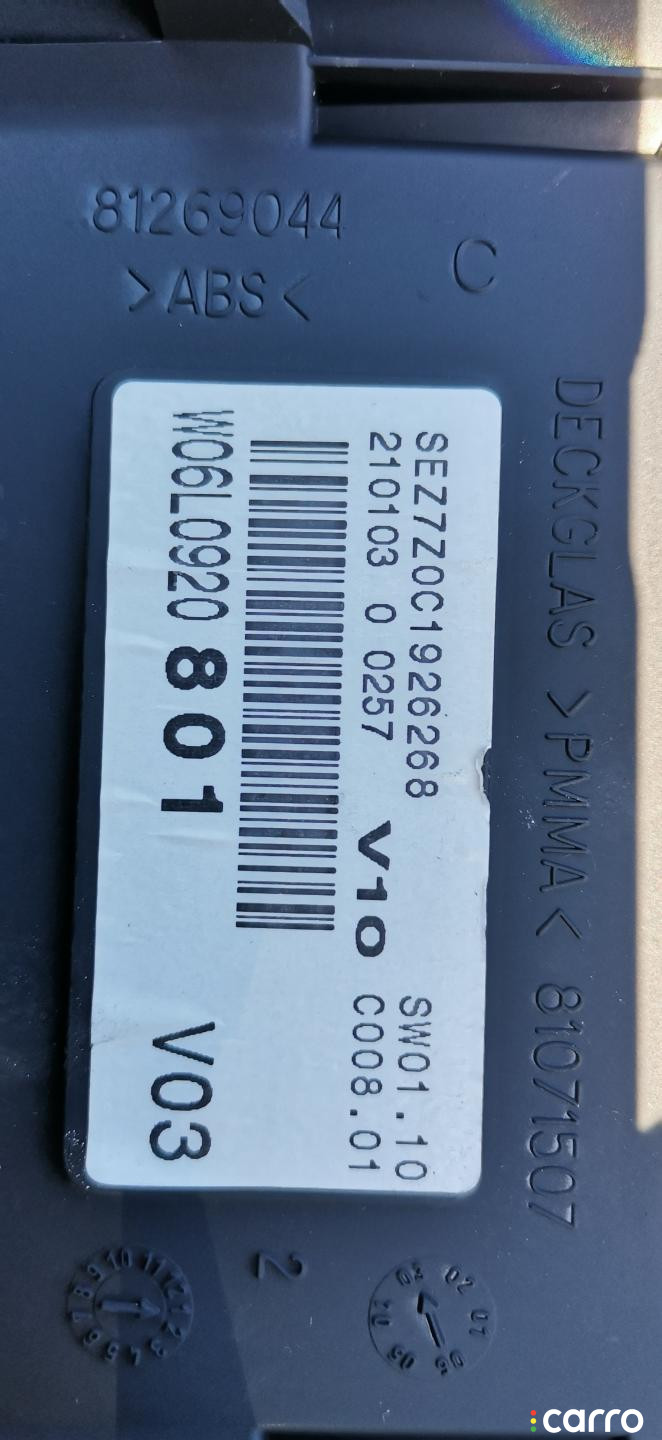 81269044
>ABS<
C
DECKGLAS >PMMA< 81071507
SEZ7Z0C1926268 SW01.10
210103 0 0257 V10 C008.01
W06L0920 801 V03
2
carro